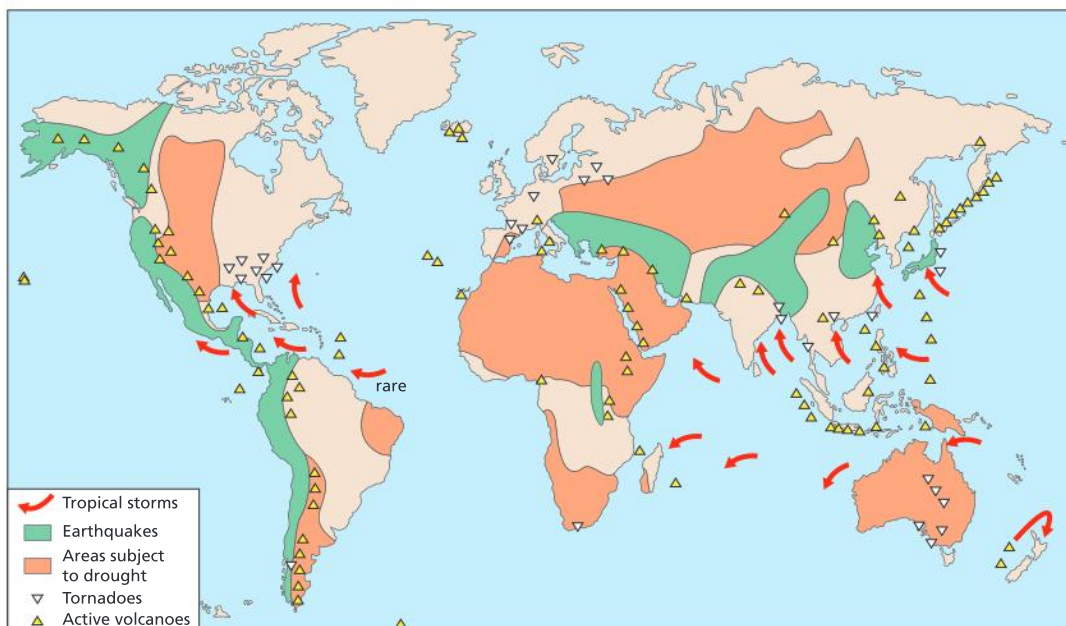 rare
Tropical storms
Earthquakes
Areas subject
to drought
Tornadoes
Active volcanoes